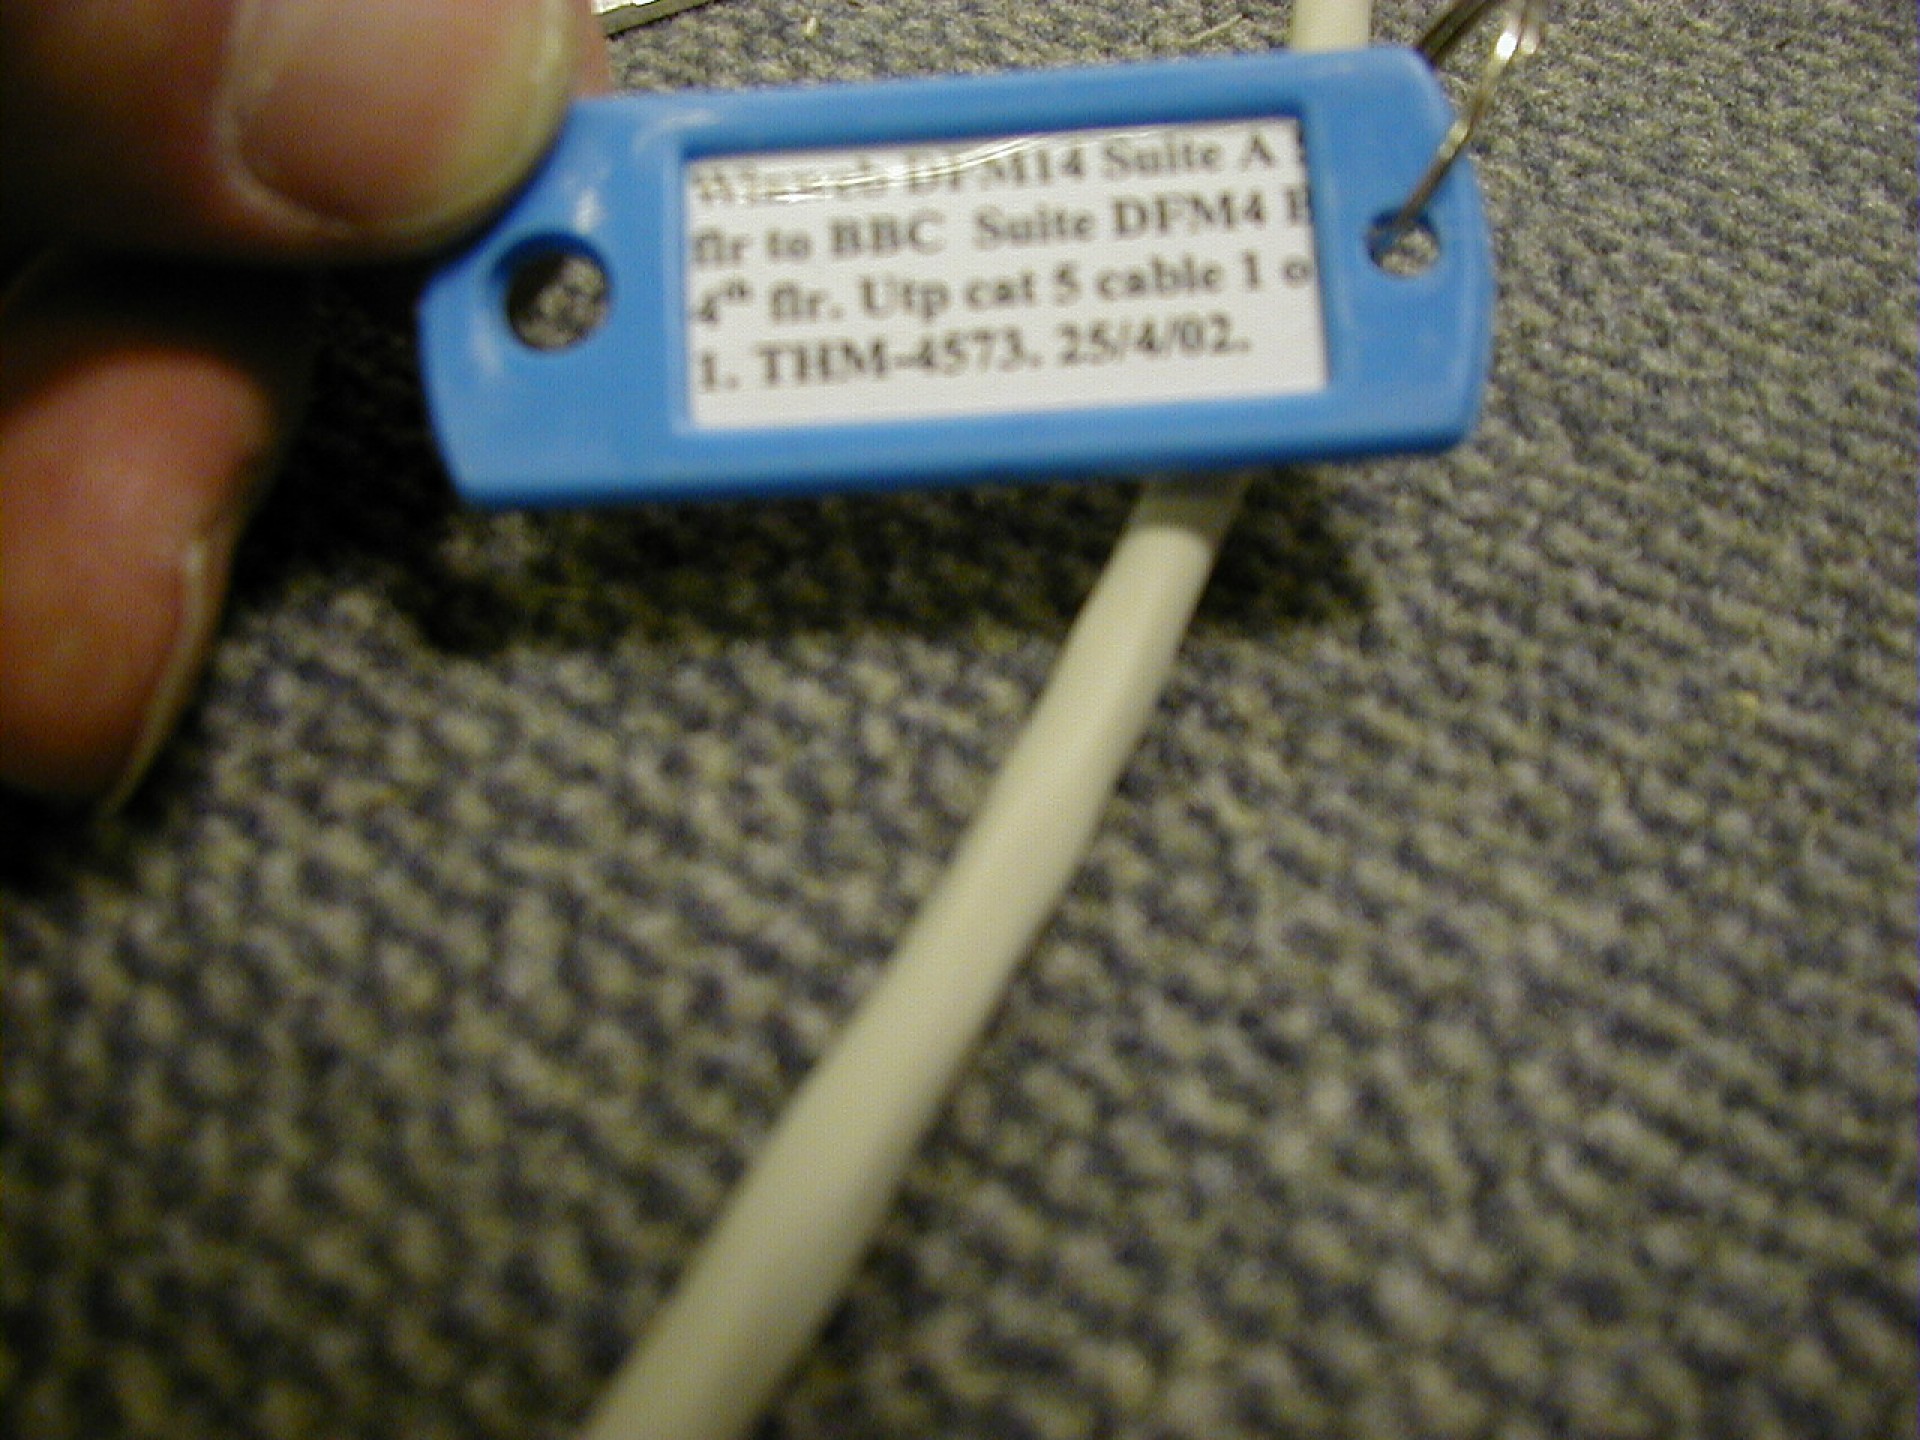 DFM14 Suite A
flr to BBC Suite DFM4
4th flr. Utp cat 5 cable 1 o
1. THM-4573. 25/4/02.